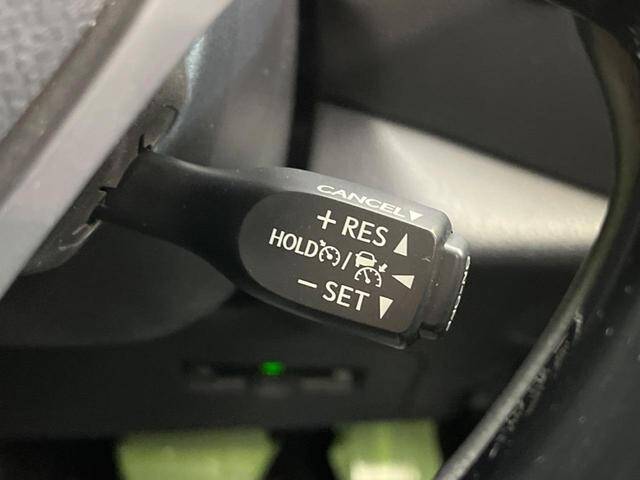 CANCEL▼
+ RES ▲
HOLD / ◀
- SET ▼